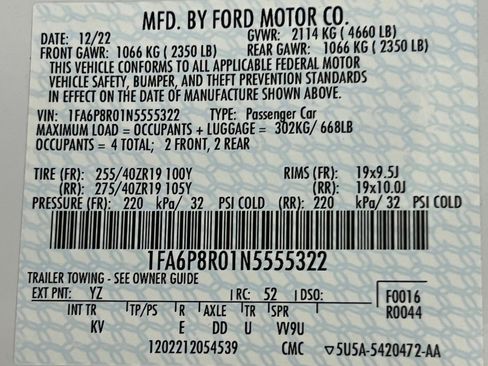 MFD. BY FORD MOTOR CO.
DATE: 12/22 GVWR: 2114 KG ( 4660 LB)
FRONT GAWR: 1066 KG ( 2350 LB) REAR GAWR: 1066 KG ( 2350 LB)
THIS VEHICLE CONFORMS TO ALL APPLICABLE FEDERAL MOTOR
VEHICLE SAFETY, BUMPER, AND THEFT PREVENTION STANDARDS
IN EFFECT ON THE DATE OF MANUFACTURE SHOWN ABOVE.
VIN: 1FA6P8R01N5555322 TYPE: Passenger Car
MAXIMUM LOAD = OCCUPANTS + LUGGAGE = 302KG/ 668LB
OCCUPANTS = 4 TOTAL; 2 FRONT, 2 REAR
TIRE (FR): 255/40ZR19 100Y RIMS (FR): 19x9.5J
(RR): 275/40ZR19 105Y (RR): 19x10.0J
PRESSURE (FR): 220 kPa/ 32 PSI COLD (RR): 220 kPa/ 32 PSI COLD
1FA6P8R01N5555322
TRAILER TOWING - SEE OWNER GUIDE
EXT PNT: YZ RC: 52 DSO: F0016
INT TR TP/PS R AXLE TR SPR R0044
KV E DD U VV9U
1202212054539 CMC ▽5U5A-5420472-AA